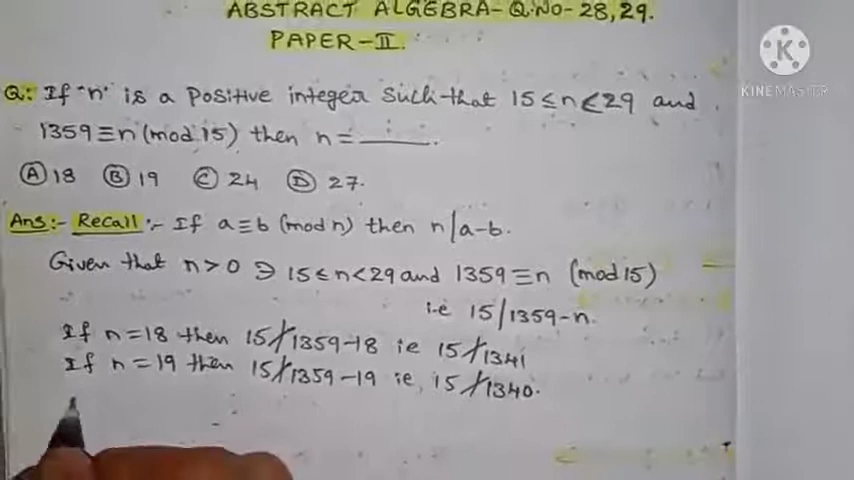 ABSTRACT ALGEBRA-Q.No-28,29.
PAPER-II.
K
KINEMASTER
Q: If 'n' is a positive integer such that 15≤n<29 and
1359≡n(mod 15) then n=____.
(A) 18 (B) 19 (C) 24 (D) 27.
Ans:- Recall:- If a≡b (mod n) then n|a-b.
Given that n>0 ∋ 15≤n<29 and 1359≡n (mod 15)
i.e 15/1359-n.
If n=18 then 15∤1359-18 ie 15∤1341
If n=19 then 15∤1359-19 ie, 15∤1340.